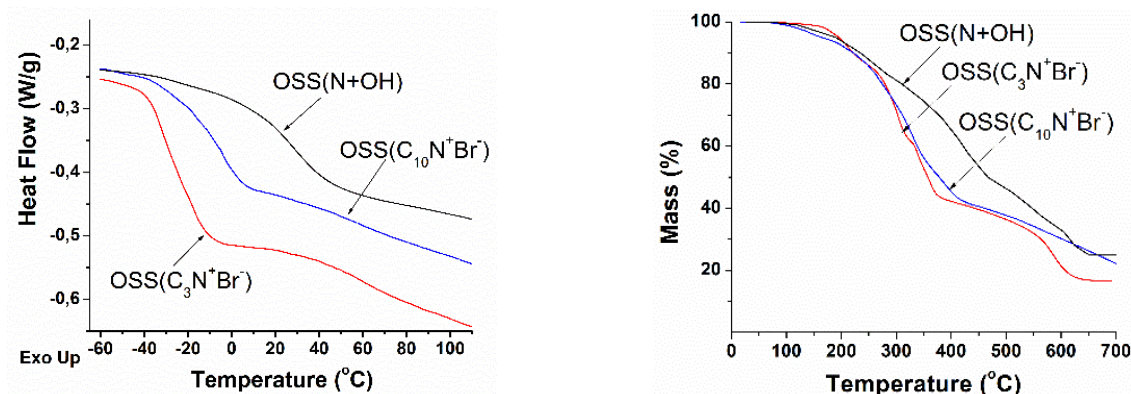 Heat Flow (W/g)
-0,2
-0,3
-0,4
-0,5
-0,6
OSS(N+OH)
OSS(C₁₀N⁺Br⁻)
OSS(C₃N⁺Br⁻)
Exo Up
-60 -40 -20 0 20 40 60 80 100
Temperature (°C)
Mass (%)
100
80
60
40
20
OSS(N+OH)
OSS(C₃N⁺Br⁻)
OSS(C₁₀N⁺Br⁻)
0 100 200 300 400 500 600 700
Temperature (°C)